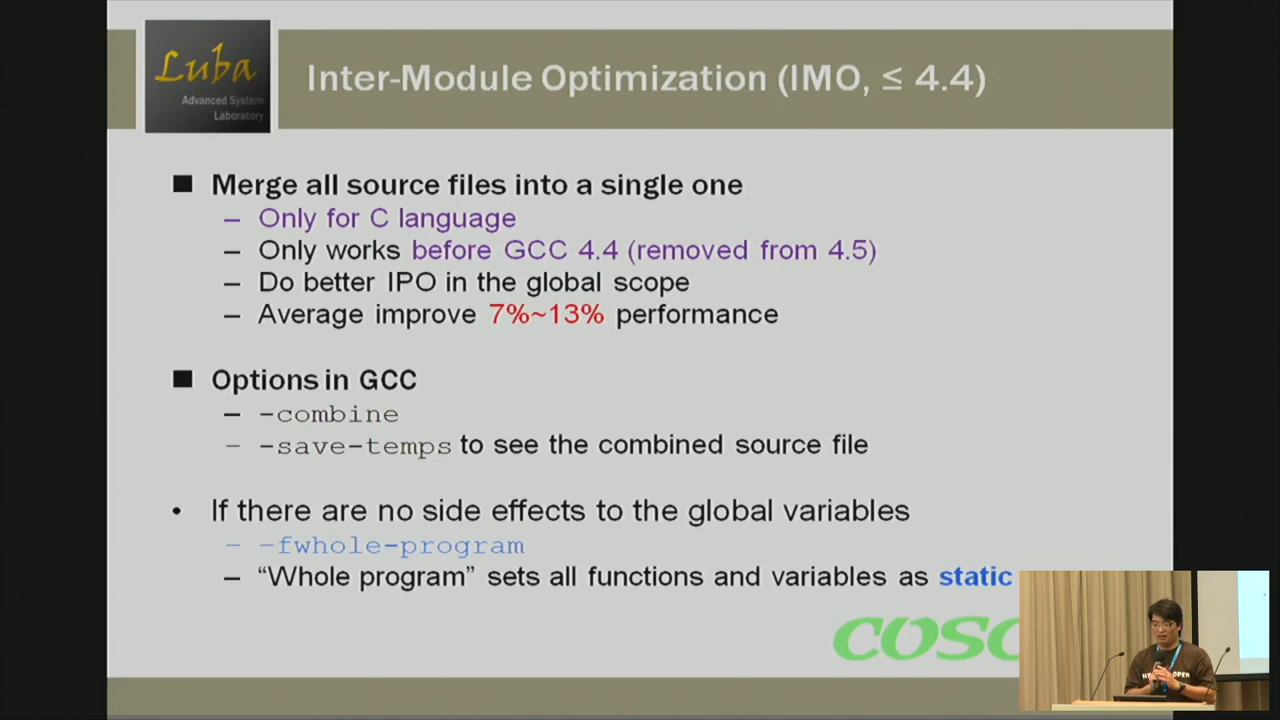 Luba
Advanced System
Laboratory
Inter-Module Optimization (IMO, ≤ 4.4)
■ Merge all source files into a single one
– Only for C language
– Only works before GCC 4.4 (removed from 4.5)
– Do better IPO in the global scope
– Average improve 7%~13% performance
■ Options in GCC
– -combine
– -save-temps to see the combined source file
• If there are no side effects to the global variables
– -fwhole-program
– “Whole program” sets all functions and variables as static
COSC
OPEN